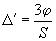 Δ′ = 3φ / S